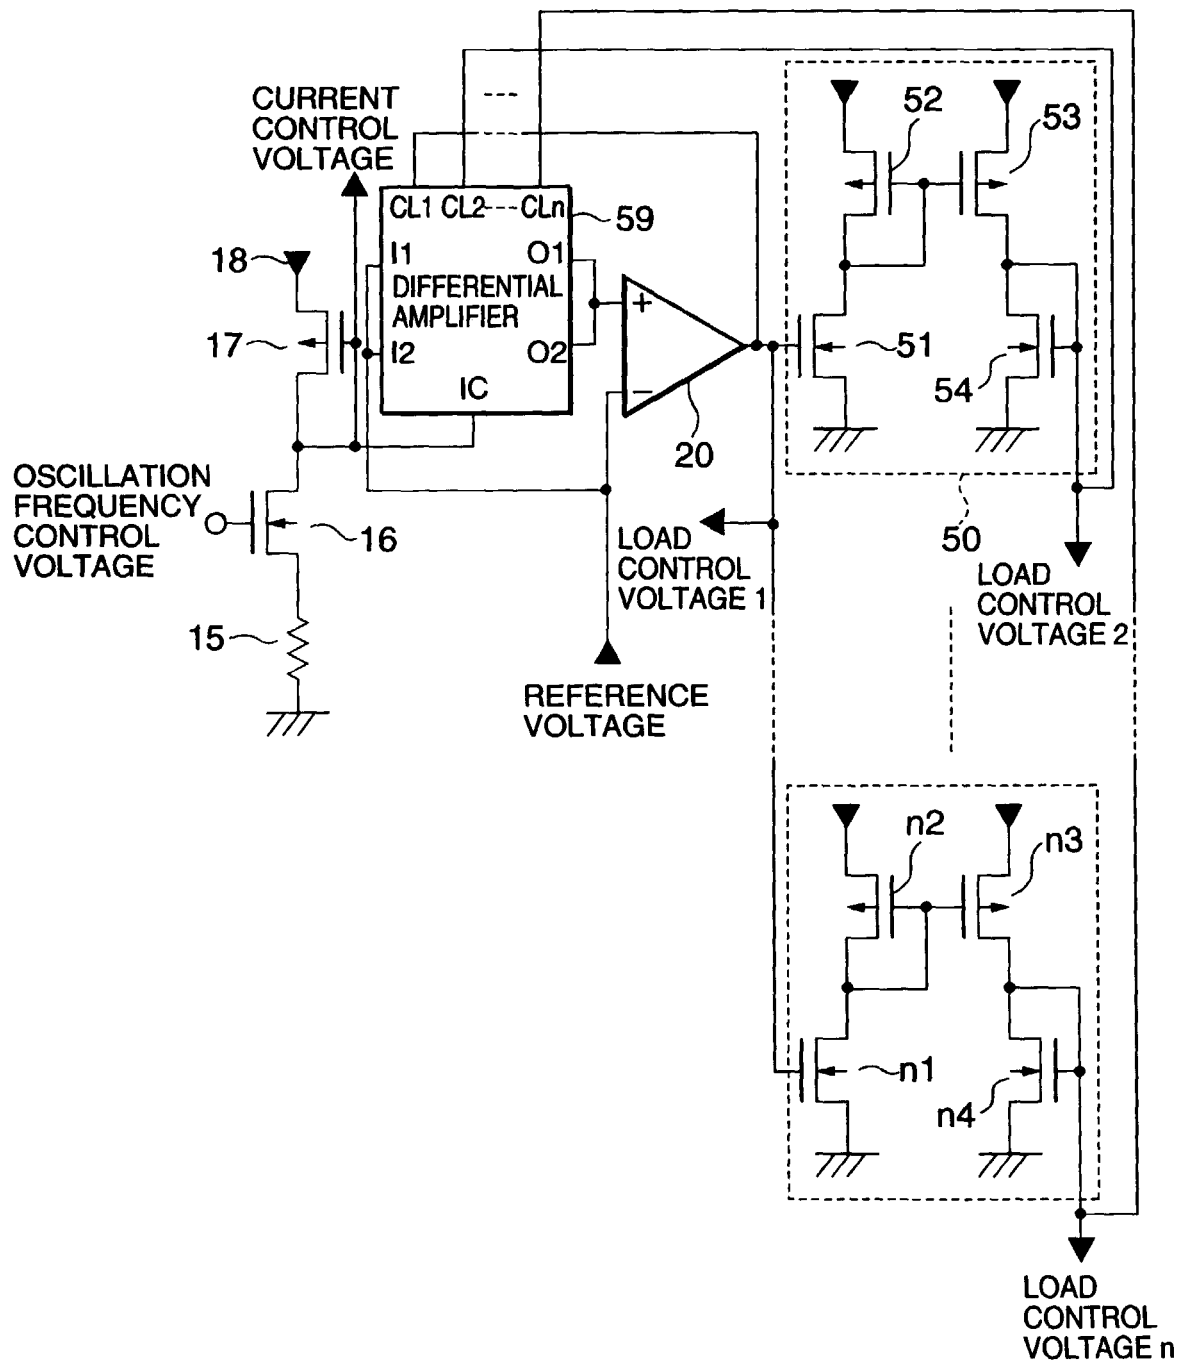 CURRENT
CONTROL
VOLTAGE
52
53
CL1 CL2---CLn
59
18
I1
O1
DIFFERENTIAL
AMPLIFIER
17
I2
O2
IC
+
−
20
51
54
50
OSCILLATION
FREQUENCY
CONTROL
VOLTAGE
16
LOAD
CONTROL
VOLTAGE 1
LOAD
CONTROL
VOLTAGE 2
15
REFERENCE
VOLTAGE
n2
n3
n1
n4
LOAD
CONTROL
VOLTAGE n